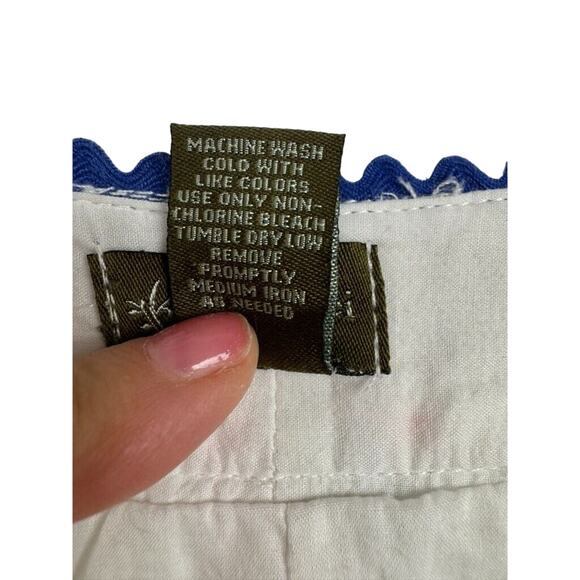 MACHINE WASH
COLD WITH
LIKE COLORS
USE ONLY NON-
CHLORINE BLEACH
TUMBLE DRY LOW
REMOVE
PROMPTLY
MEDIUM IRON
AS NEEDED